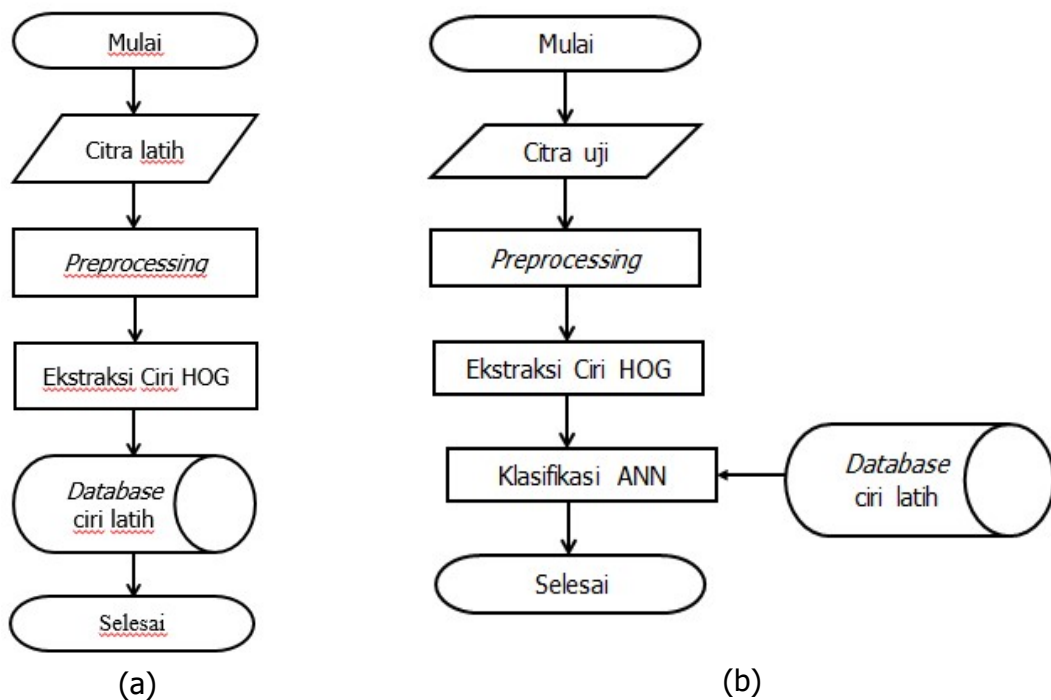 Mulai
Citra latih
Preprocessing
Ekstraksi Ciri HOG
Database
ciri latih
Selesai
(a)
Mulai
Citra uji
Preprocessing
Ekstraksi Ciri HOG
Klasifikasi ANN
Database
ciri latih
Selesai
(b)